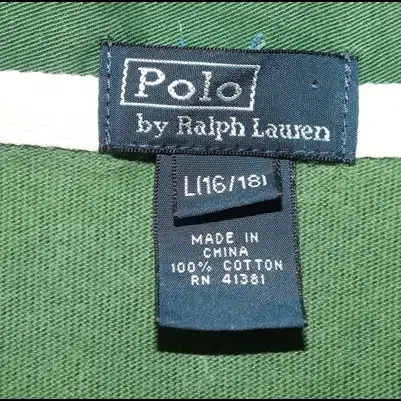 Polo
by Ralph Lauren
L(16/18)
MADE IN
CHINA
100% COTTON
RN 41381